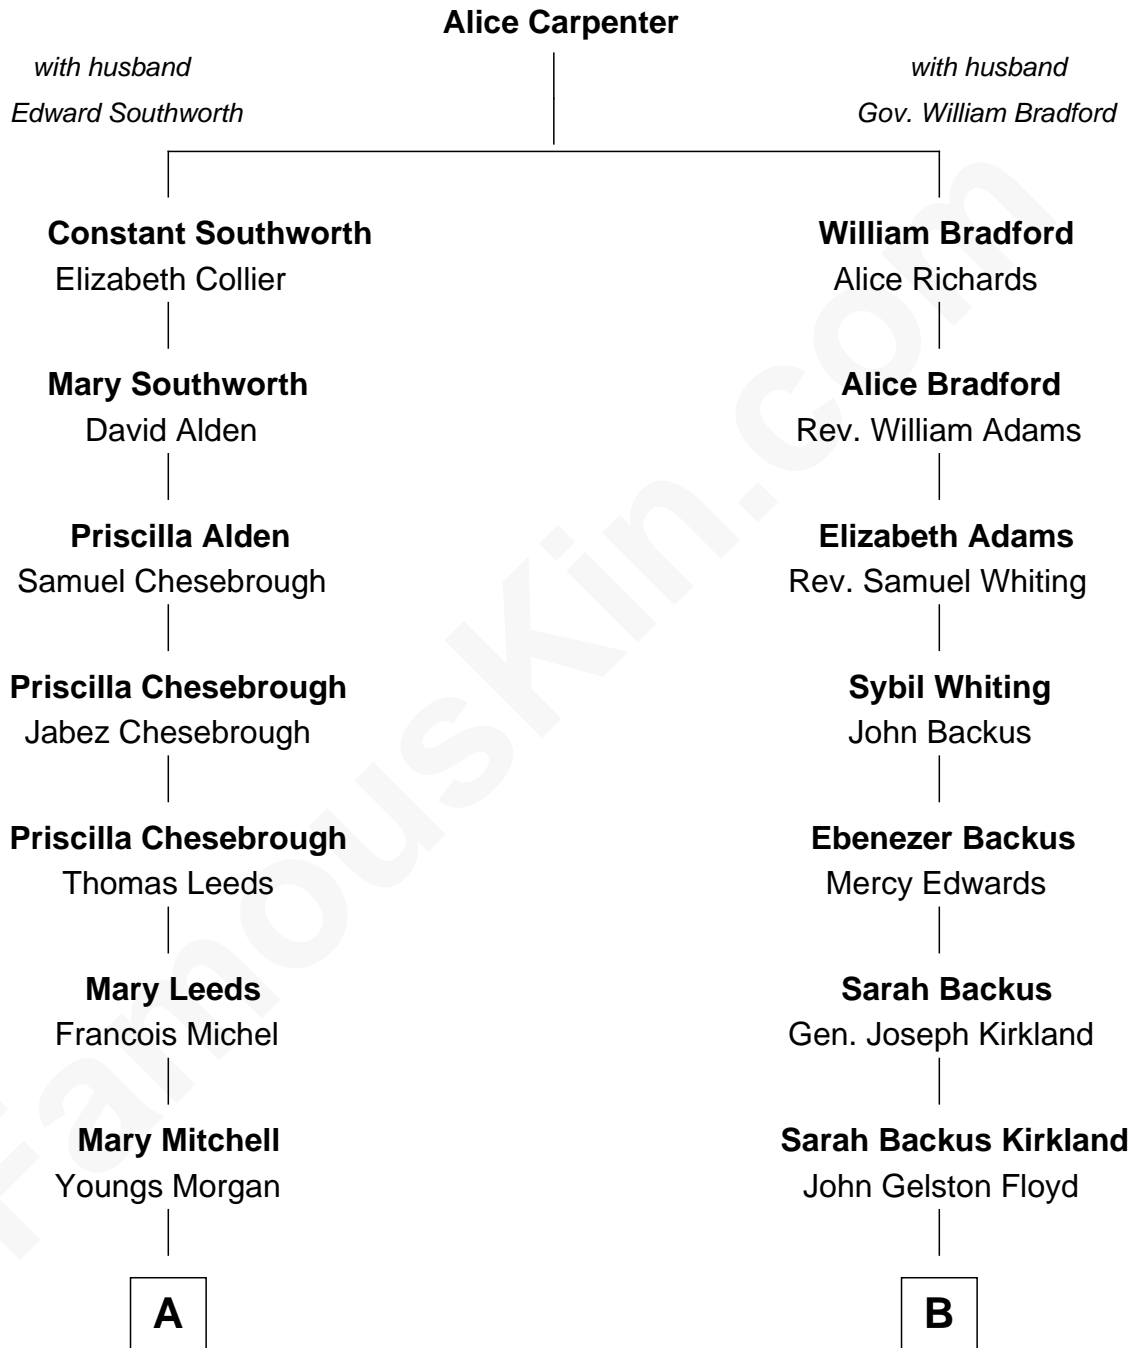 Alice Carpenter
with husband
Edward Southworth
with husband
Gov. William Bradford
Constant Southworth
Elizabeth Collier
William Bradford
Alice Richards
Mary Southworth
David Alden
Alice Bradford
Rev. William Adams
Priscilla Alden
Samuel Chesebrough
Elizabeth Adams
Rev. Samuel Whiting
Priscilla Chesebrough
Jabez Chesebrough
Sybil Whiting
John Backus
Priscilla Chesebrough
Thomas Leeds
Ebenezer Backus
Mercy Edwards
Mary Leeds
Francois Michel
Sarah Backus
Gen. Joseph Kirkland
Mary Mitchell
Youngs Morgan
Sarah Backus Kirkland
John Gelston Floyd
A
B
FamousKin.com